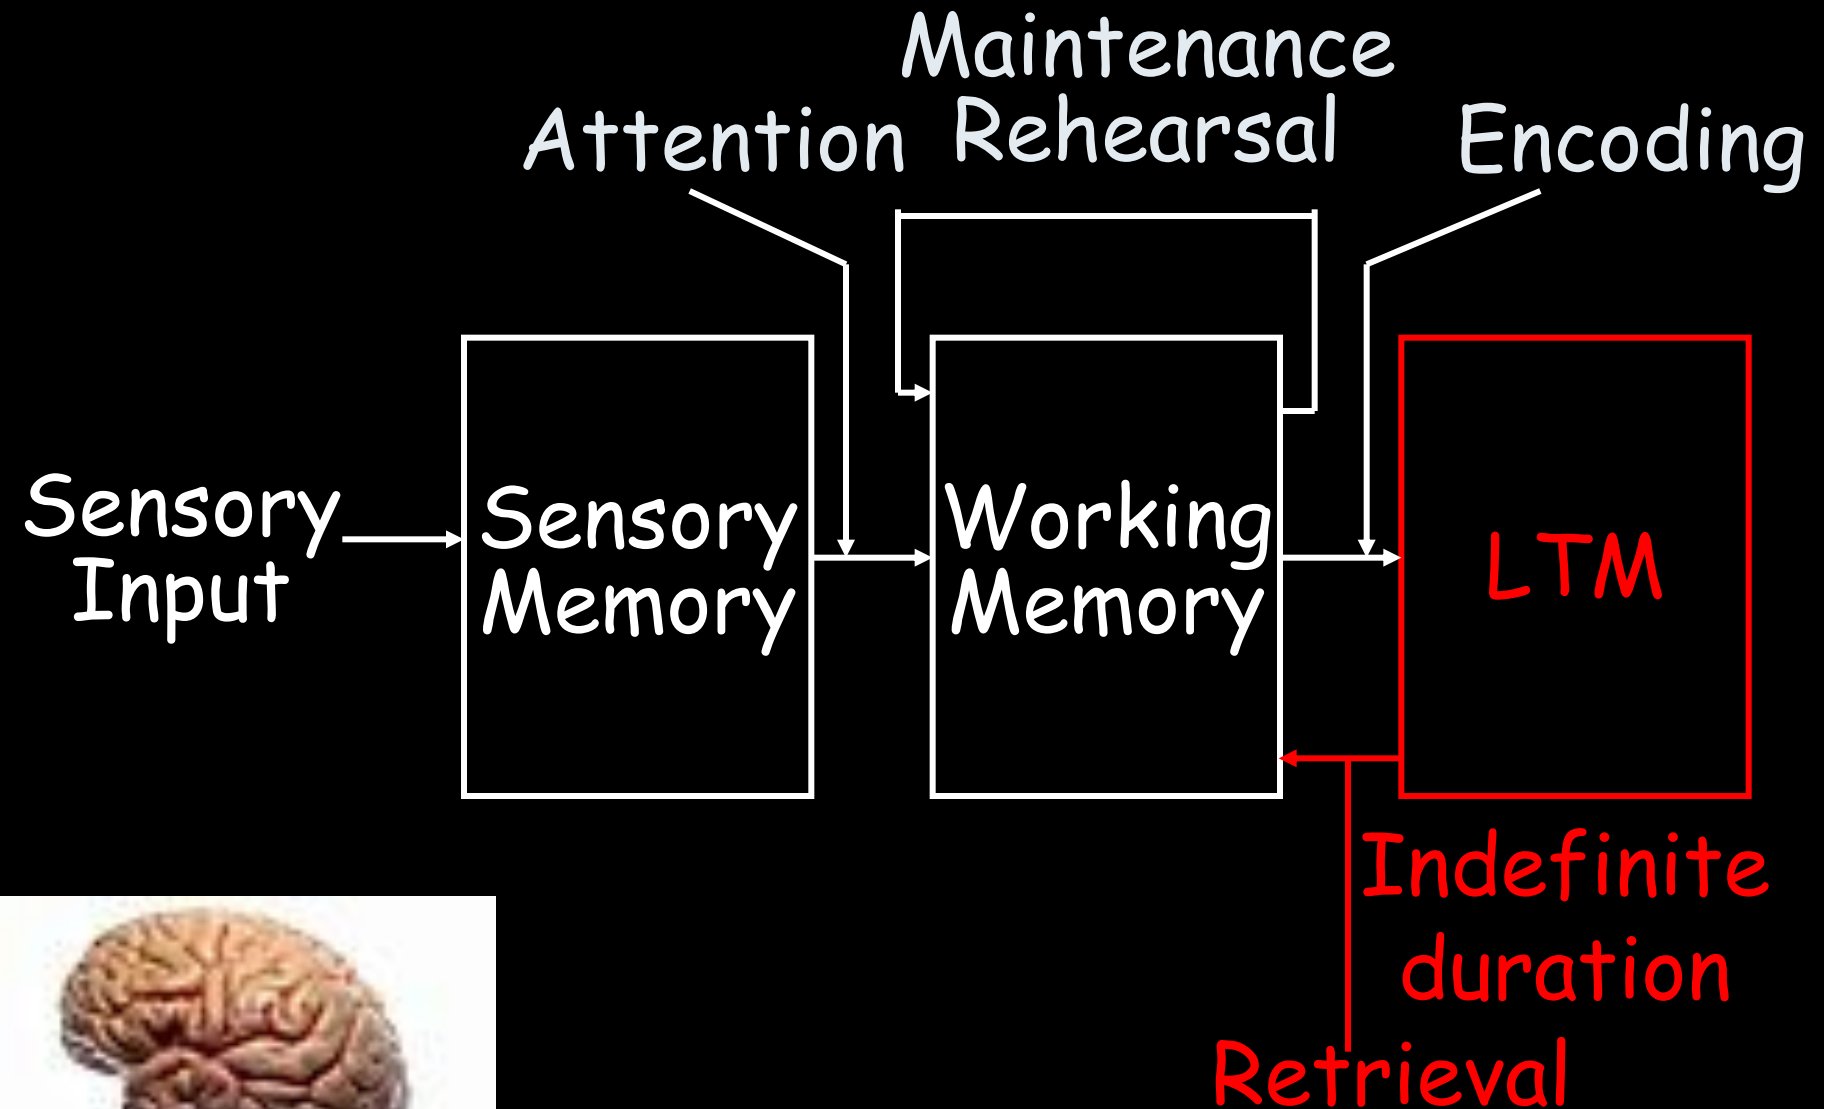 Maintenance
Rehearsal
Attention
Encoding
Sensory
Input
Sensory
Memory
Working
Memory
LTM
Indefinite
duration
Retrieval